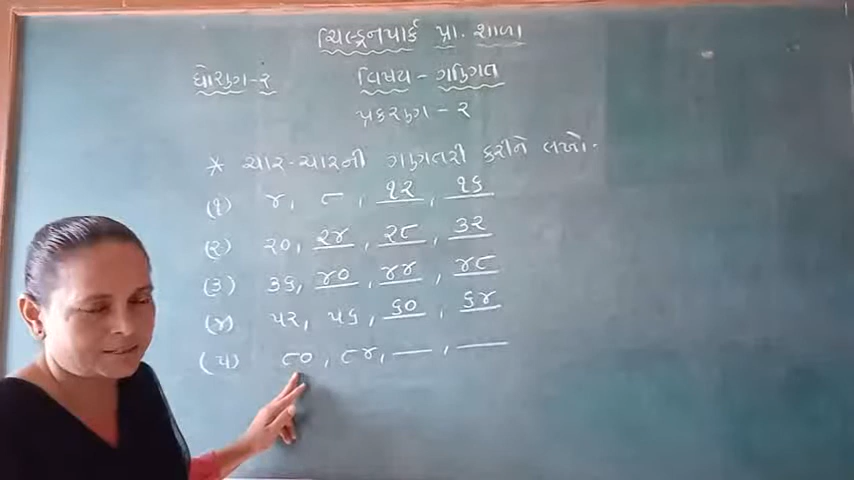 ચિલ્ડ્રનપાર્ક પ્રા. શાળા
ધોરણ-૨ વિષય - ગણિત
પ્રકરણ - ૨
* ચાર-ચારની ગણતરી કરીને લખો.
(૧) ૪, ૮, ૧૨, ૧૬
(૨) ૨૦, ૨૪, ૨૮, ૩૨
(૩) ૩૬, ૪૦, ૪૪, ૪૮
(૪) ૫૨, ૫૬, ૬૦, ૬૪
(૫) ૮૦, ૮૪, ___, ___